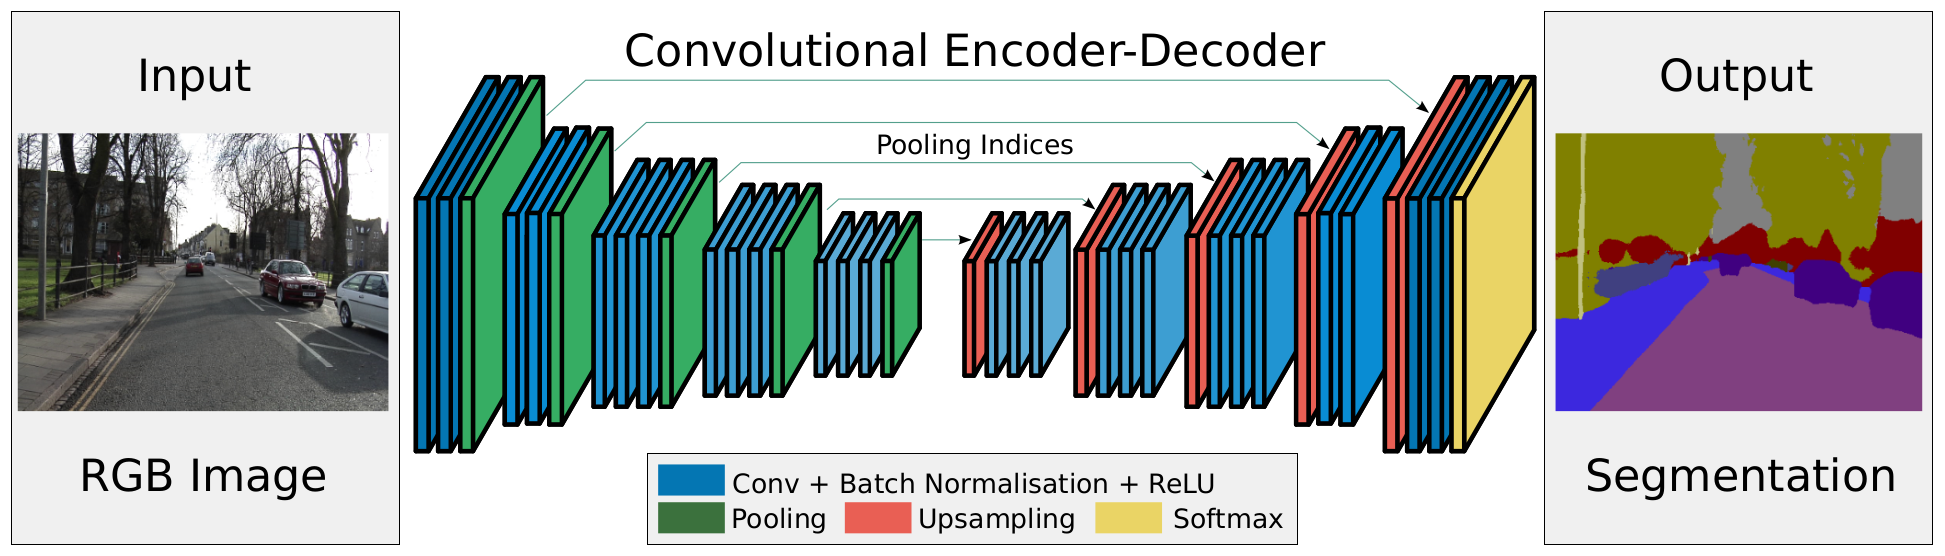 Input
RGB Image
Convolutional Encoder-Decoder
Pooling Indices
Conv + Batch Normalisation + ReLU
Pooling Upsampling Softmax
Output
Segmentation